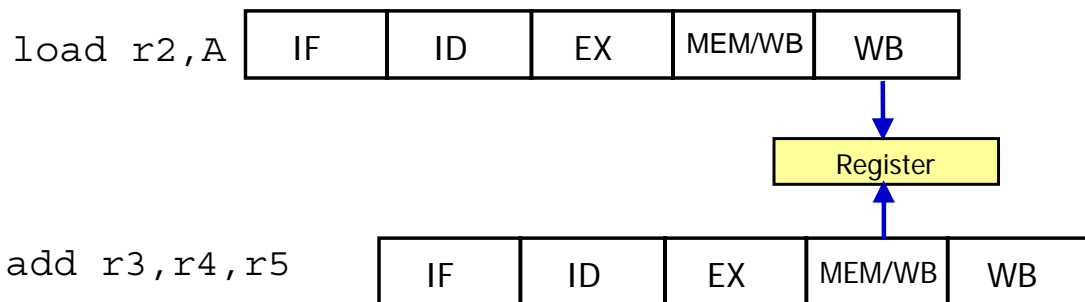 load r2,A IF ID EX MEM/WB WB
Register
add r3,r4,r5 IF ID EX MEM/WB WB